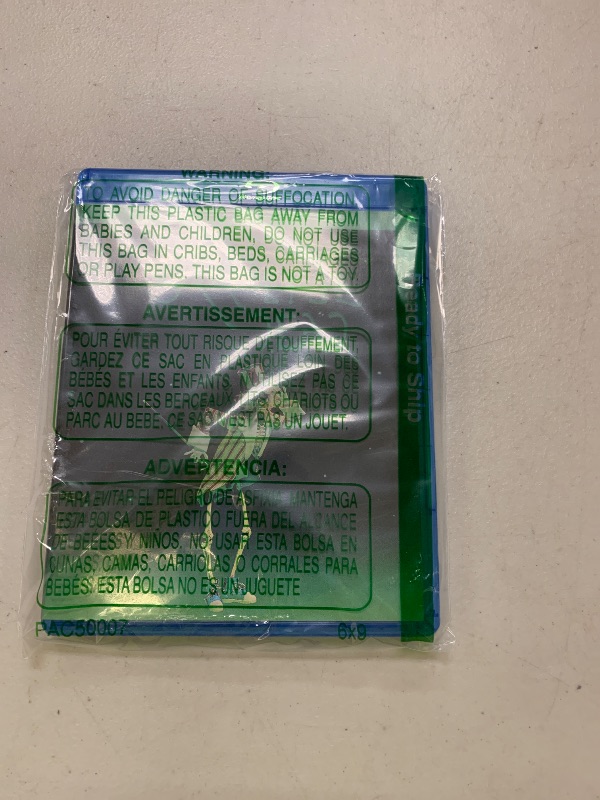 WARNING:
TO AVOID DANGER OF SUFFOCATION
KEEP THIS PLASTIC BAG AWAY FROM
BABIES AND CHILDREN, DO NOT USE
THIS BAG IN CRIBS, BEDS, CARRIAGES
OR PLAY PENS. THIS BAG IS NOT A TOY.
AVERTISSEMENT:
POUR ÉVITER TOUT RISQUE D'ETOUFFEMENT
GARDEZ CE SAC EN PLASTIQUE LOIN DES
BÉBÉS ET LES ENFANTS. N'UTILISEZ PAS CE
SAC DANS LES BERCEAUX, LES CHARIOTS OU
PARC AU BEBE, CE SAC N'EST PAS UN JOUET.
ADVERTENCIA:
PARA EVITAR EL PELIGRO DE ASFIXIA MANTENGA
ESTA BOLSA DE PLASTICO FUERA DEL ALCANCE
DE BEBES Y NIÑOS, NO USAR ESTA BOLSA EN
CUNAS, CAMAS, CARRIOLAS O CORRALES PARA
BEBÉS. ESTA BOLSA NO ES UN JUGUETE
PAC50007 6x9
Ready to Ship